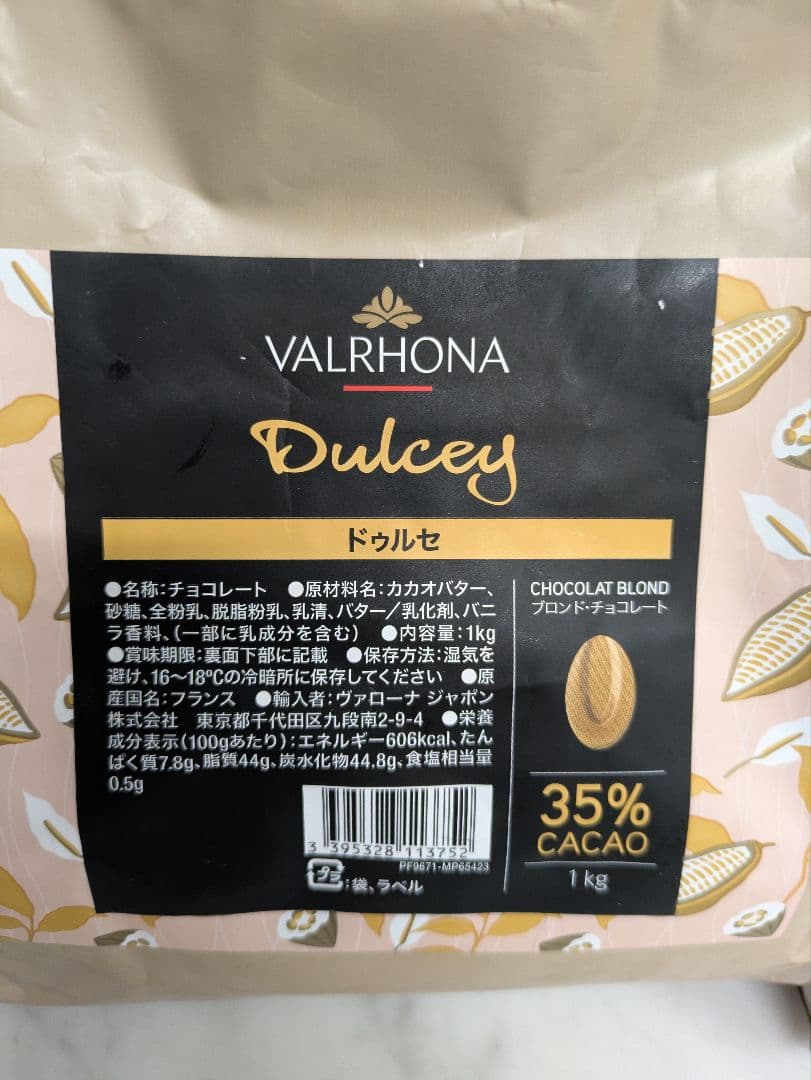 VALRHONA
Dulcey
ドゥルセ
●名称：チョコレート ●原材料名：カカオバター、
砂糖、全粉乳、脱脂粉乳、乳清、バター／乳化剤、バニ
ラ香料、（一部に乳成分を含む） ●内容量：1kg
●賞味期限：裏面下部に記載 ●保存方法：湿気を
避け、16～18℃の冷暗所に保存してください ●原
産国名：フランス ●輸入者：ヴァローナ ジャポン
株式会社 東京都千代田区九段南2-9-4 ●栄養
成分表示（100gあたり）：エネルギー606kcal、たん
ぱく質7.8g、脂質44g、炭水化物44.8g、食塩相当量
0.5g
3 395328 113752
PF9671-MP65423
プラ：袋、ラベル
CHOCOLAT BLOND
ブロンド・チョコレート
35%
CACAO
1 kg